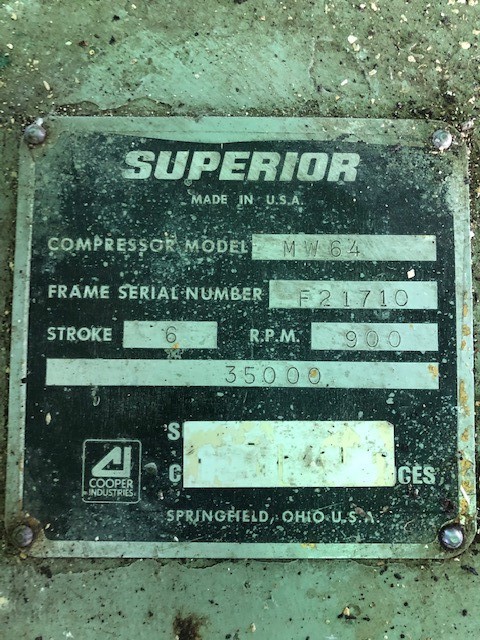 SUPERIOR
MADE IN U.S.A.
COMPRESSOR MODEL MW64
FRAME SERIAL NUMBER F21710
STROKE 6 R.P.M. 900
35000
COOPER
INDUSTRIES
SPRINGFIELD, OHIO U.S.A.